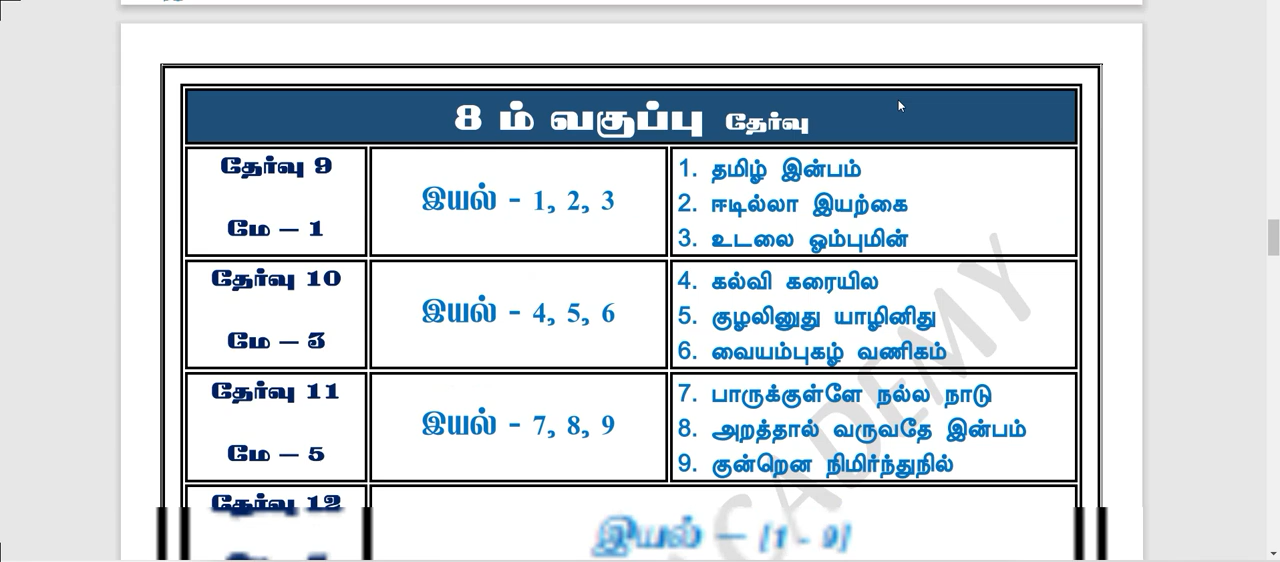 8 ம் வகுப்பு தேர்வு
தேர்வு 9
மே – 1
இயல் - 1, 2, 3
1. தமிழ் இன்பம்
2. ஈடில்லா இயற்கை
3. உடலை ஓம்புமின்
தேர்வு 10
மே – 3
இயல் - 4, 5, 6
4. கல்வி கரையில
5. குழலினுது யாழினிது
6. வையம்புகழ் வணிகம்
தேர்வு 11
மே – 5
இயல் - 7, 8, 9
7. பாருக்குள்ளே நல்ல நாடு
8. அறத்தால் வருவதே இன்பம்
9. குன்றென நிமிர்ந்துநில்
தேர்வு 12
இயல் – [1 - 9]
ACADEMY